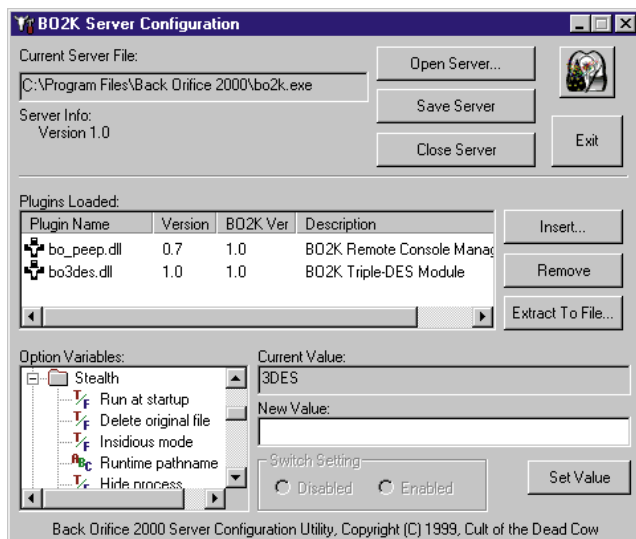 BO2K Server Configuration
Current Server File:
C:\Program Files\Back Orifice 2000\bo2k.exe
Server Info:
Version 1.0
Open Server...
Save Server
Close Server
Exit
Plugins Loaded:
Plugin Name Version BO2K Ver Description
bo_peep.dll 0.7 1.0 BO2K Remote Console Manag
bo3des.dll 1.0 1.0 BO2K Triple-DES Module
Insert...
Remove
Extract To File...
Option Variables:
Stealth
T/F Run at startup
T/F Delete original file
T/F Insidious mode
ABC Runtime pathname
T/F Hide process
Current Value:
3DES
New Value:
Switch Setting
Disabled Enabled
Set Value
Back Orifice 2000 Server Configuration Utility, Copyright (C) 1999, Cult of the Dead Cow